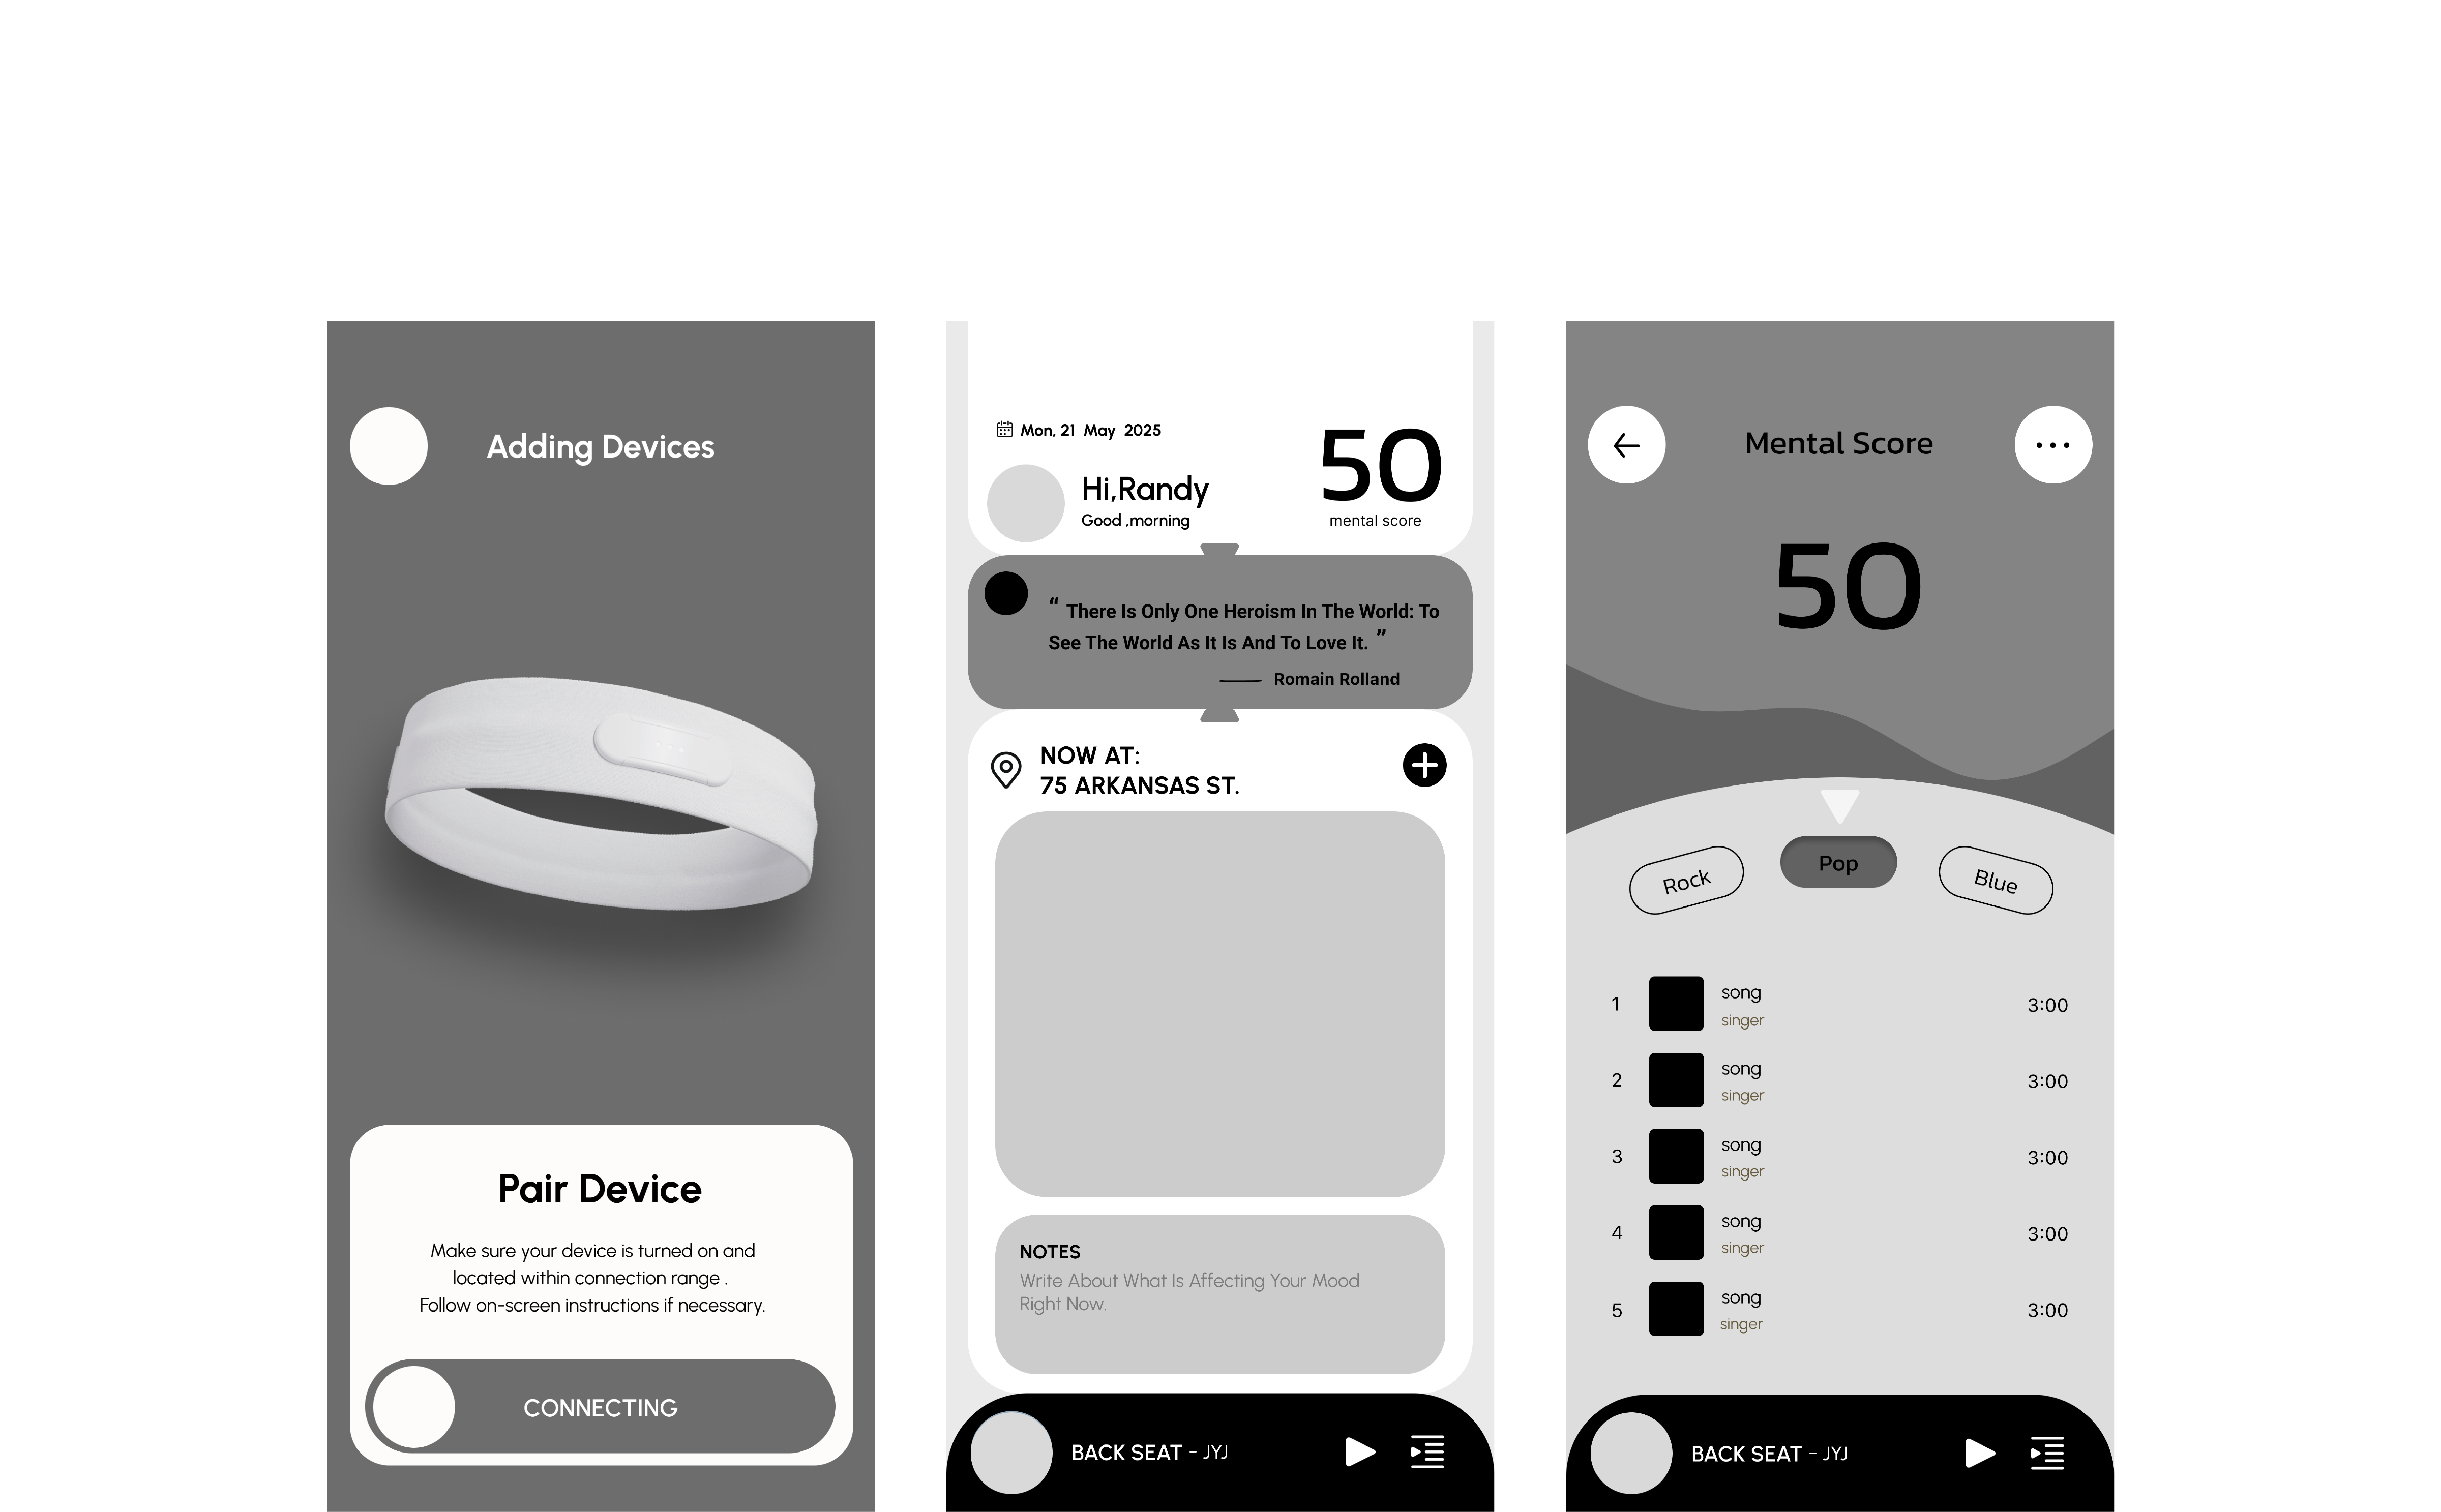 Adding Devices
Pair Device
Make sure your device is turned on and
located within connection range .
Follow on-screen instructions if necessary.
CONNECTING
Mon, 21 May 2025
Hi,Randy
Good ,morning
50
mental score
“ There Is Only One Heroism In The World: To
See The World As It Is And To Love It. ”
Romain Rolland
NOW AT:
75 ARKANSAS ST.
NOTES
Write About What Is Affecting Your Mood
Right Now.
BACK SEAT - JYJ
Mental Score
50
Rock
Pop
Blue
1 song 3:00
singer
2 song 3:00
singer
3 song 3:00
singer
4 song 3:00
singer
5 song 3:00
singer
BACK SEAT - JYJ